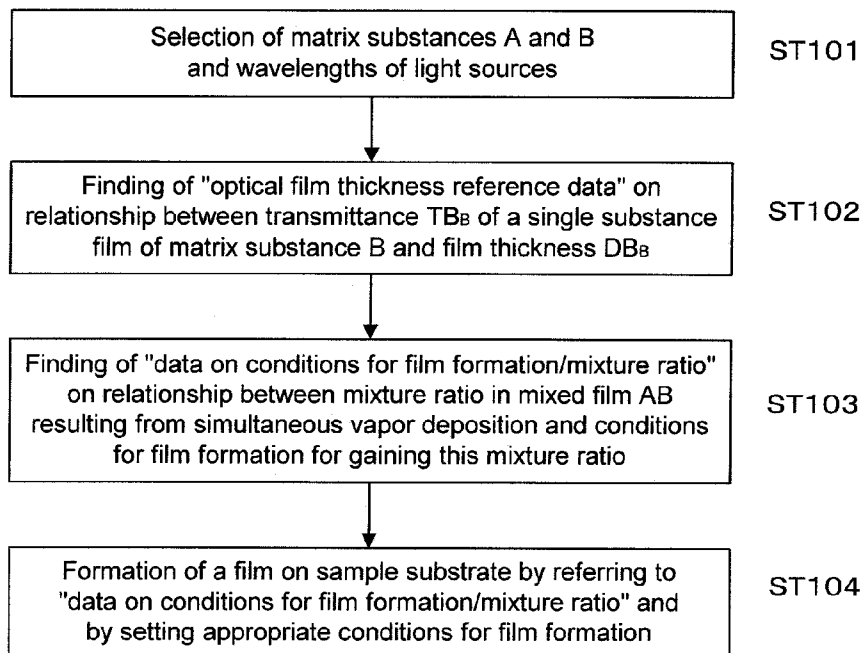 Selection of matrix substances A and B
and wavelengths of light sources
ST101
Finding of "optical film thickness reference data" on
relationship between transmittance TBB of a single substance
film of matrix substance B and film thickness DBB
ST102
Finding of "data on conditions for film formation/mixture ratio"
on relationship between mixture ratio in mixed film AB
resulting from simultaneous vapor deposition and conditions
for film formation for gaining this mixture ratio
ST103
Formation of a film on sample substrate by referring to
"data on conditions for film formation/mixture ratio" and
by setting appropriate conditions for film formation
ST104